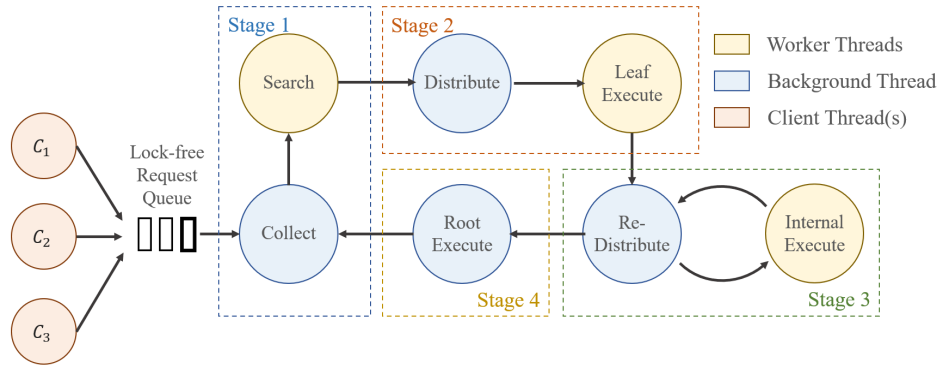 Stage 1
Stage 2
Search
Distribute
Leaf
Execute
Worker Threads
Background Thread
Client Thread(s)
C1
C2
C3
Lock-free
Request
Queue
Collect
Root
Execute
Re-
Distribute
Internal
Execute
Stage 4
Stage 3